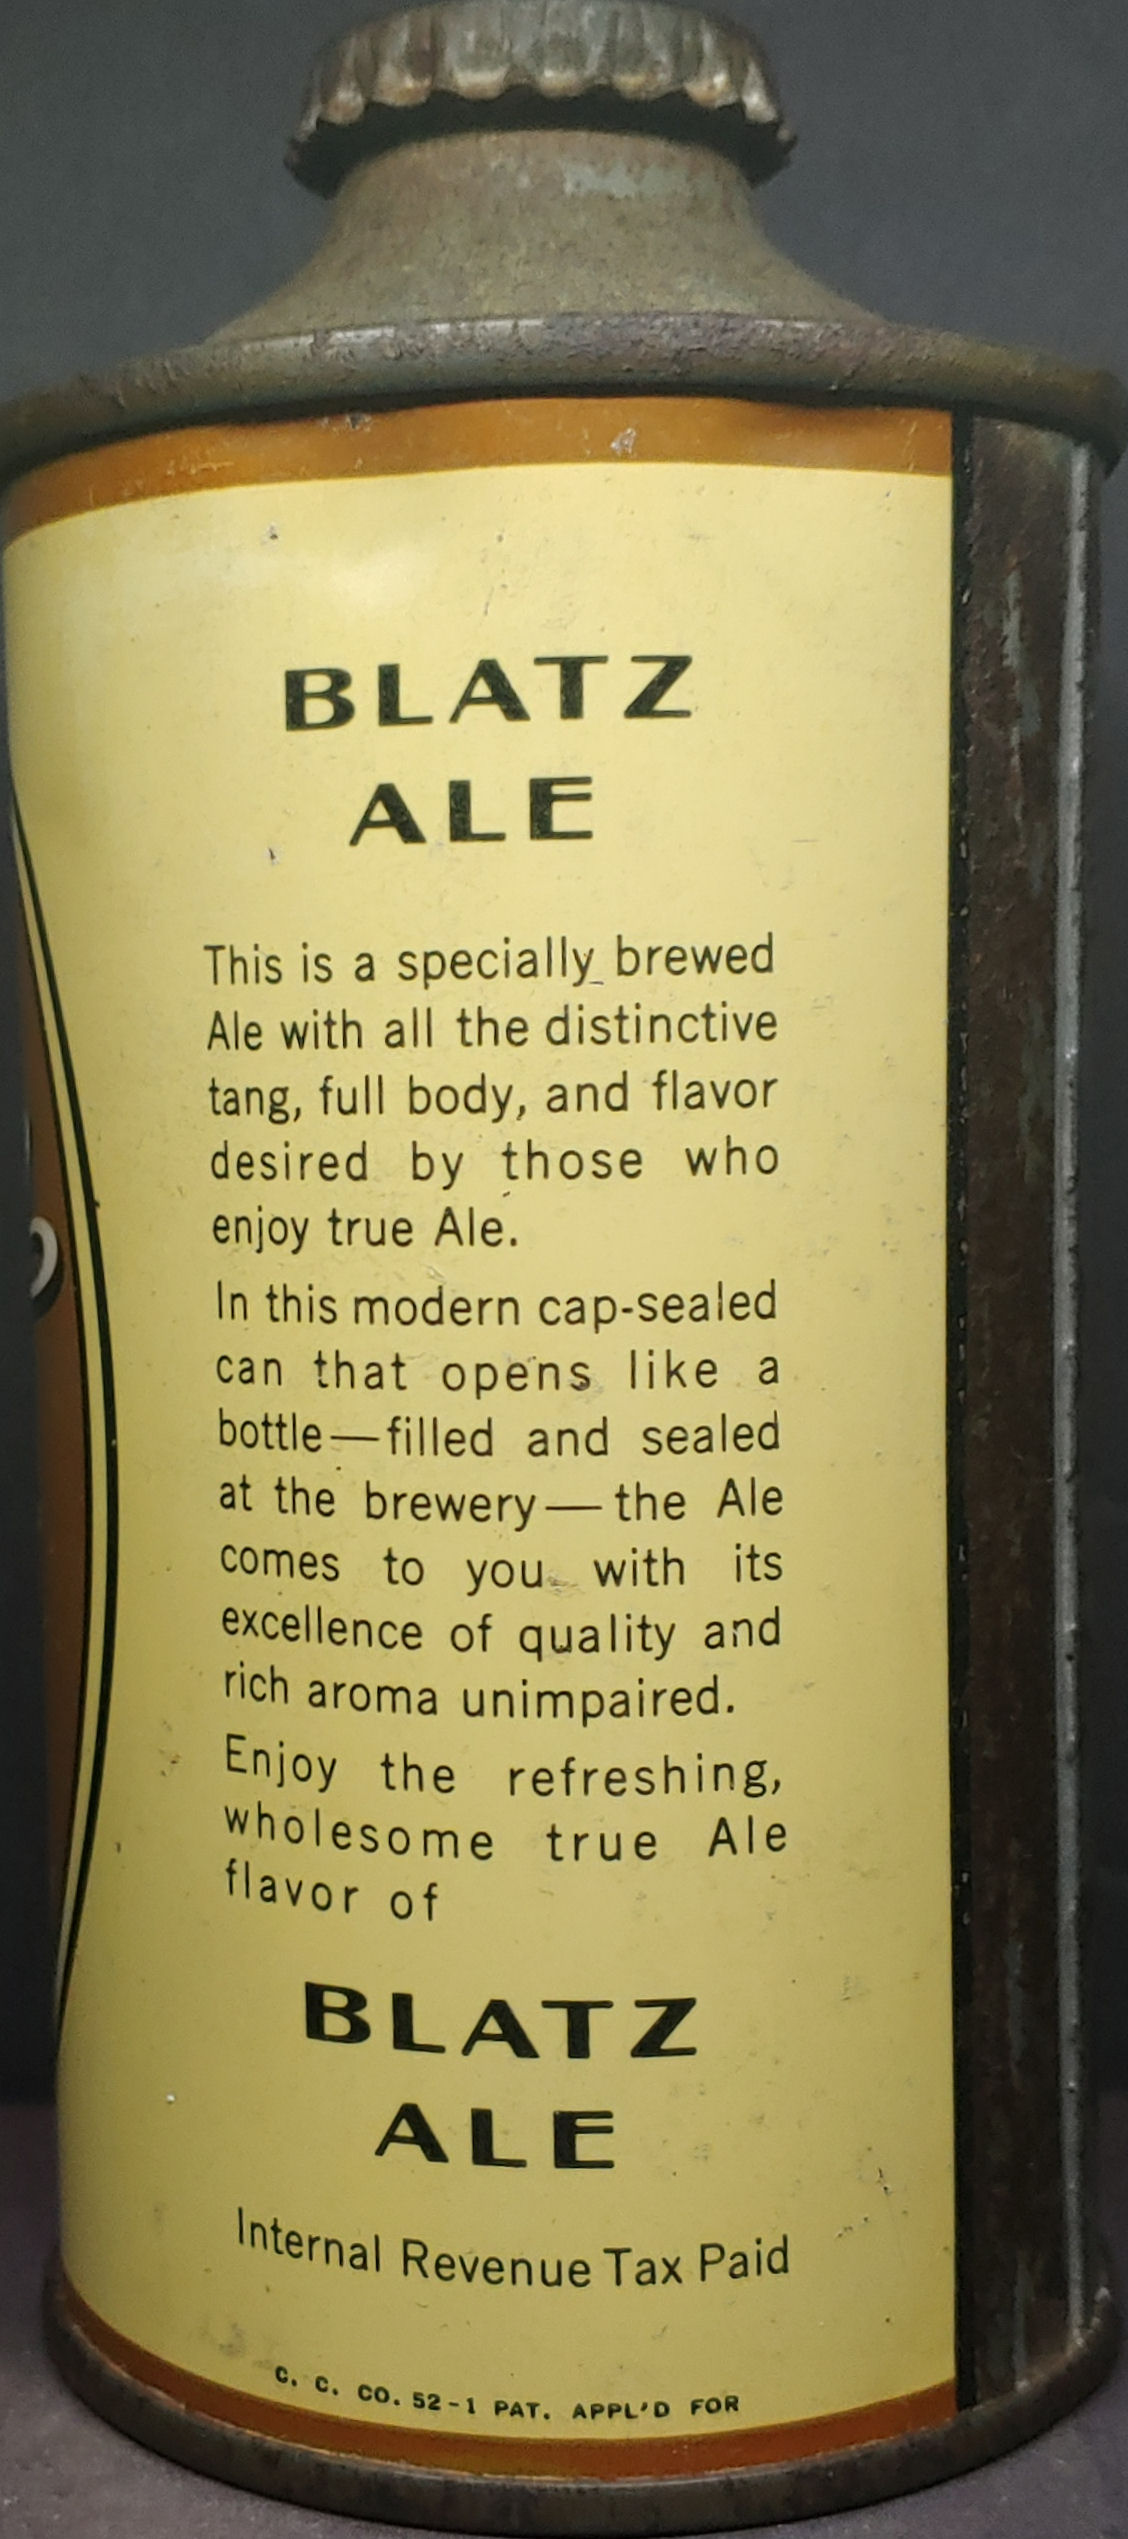 BLATZ
ALE
This is a specially brewed
Ale with all the distinctive
tang, full body, and flavor
desired by those who
enjoy true Ale.
In this modern cap-sealed
can that opens like a
bottle—filled and sealed
at the brewery—the Ale
comes to you with its
excellence of quality and
rich aroma unimpaired.
Enjoy the refreshing,
wholesome true Ale
flavor of
BLATZ
ALE
Internal Revenue Tax Paid
C. C. CO. 52-1 PAT. APPL'D FOR